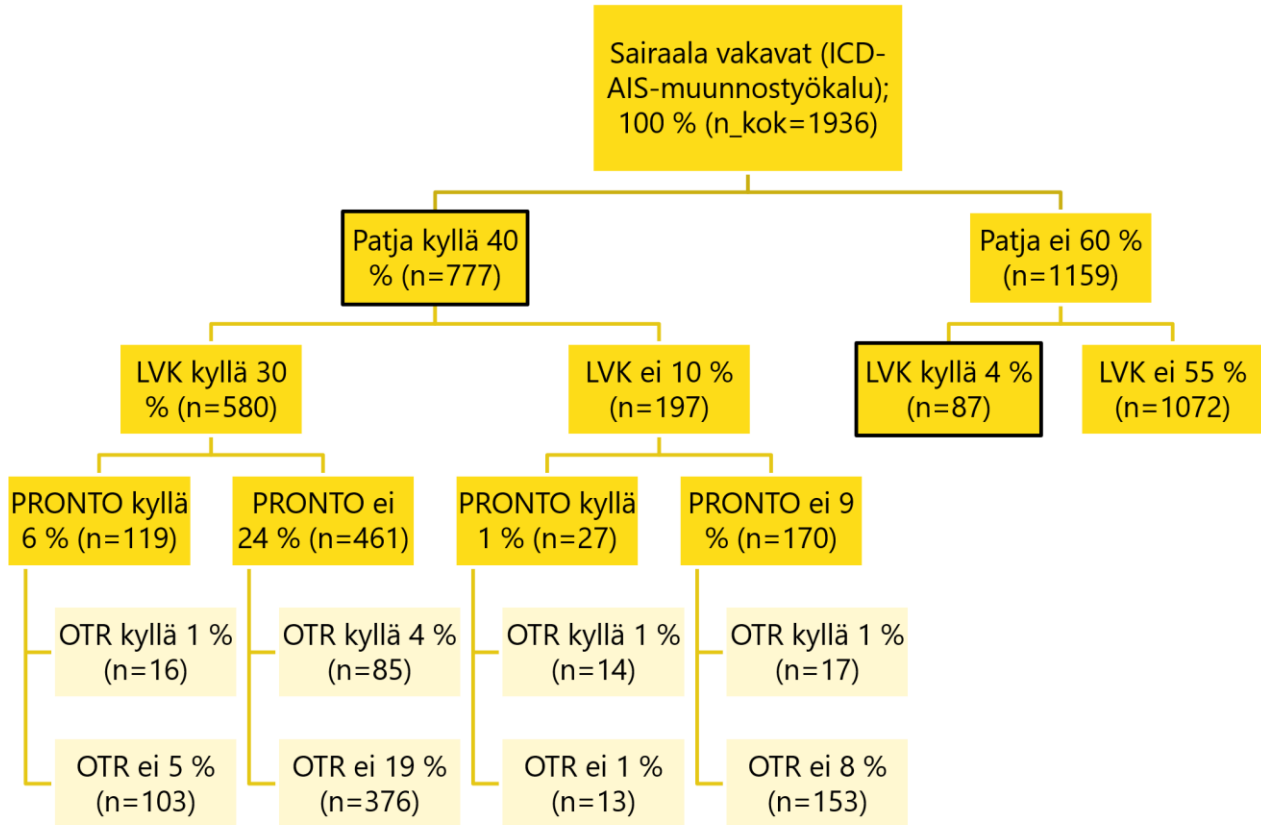 Sairaala vakavat (ICD-
AIS-muunnostyökalu);
100 % (n_kok=1936)
Patja kyllä 40
% (n=777)
Patja ei 60 %
(n=1159)
LVK kyllä 30
% (n=580)
LVK ei 10 %
(n=197)
LVK kyllä 4 %
(n=87)
LVK ei 55 %
(n=1072)
PRONTO kyllä
6 % (n=119)
PRONTO ei
24 % (n=461)
PRONTO kyllä
1 % (n=27)
PRONTO ei 9
% (n=170)
OTR kyllä 1 %
(n=16)
OTR kyllä 4 %
(n=85)
OTR kyllä 1 %
(n=14)
OTR kyllä 1 %
(n=17)
OTR ei 5 %
(n=103)
OTR ei 19 %
(n=376)
OTR ei 1 %
(n=13)
OTR ei 8 %
(n=153)